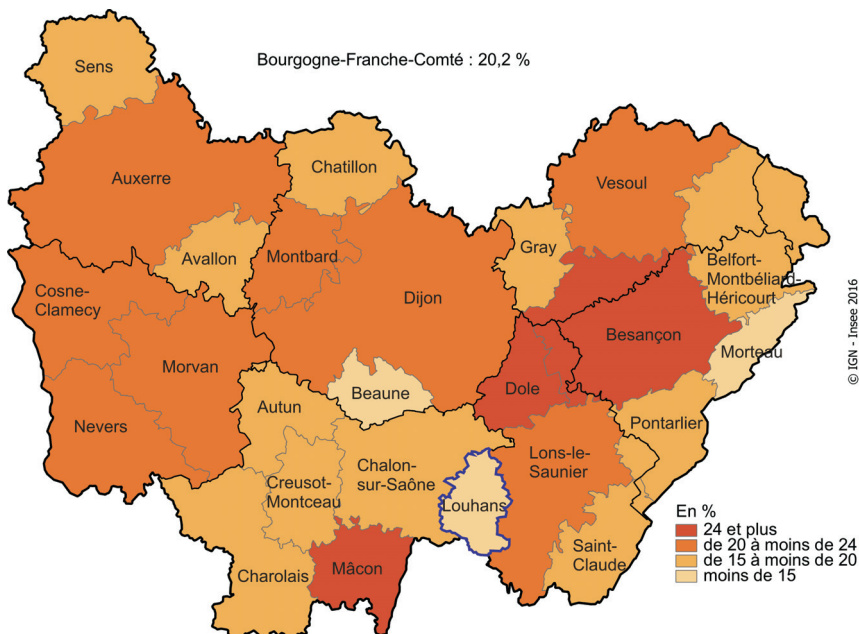 Bourgogne-Franche-Comté : 20,2 %
Sens
Auxerre
Chatillon
Vesoul
Avallon
Montbard
Gray
Belfort-
Montbéliard-
Héricourt
Cosne-
Clamecy
Dijon
Besançon
Morteau
Morvan
Beaune
Dole
Autun
Nevers
Pontarlier
Lons-le-
Saunier
Chalon-
sur-Saône
Creusot-
Montceau
Louhans
Saint-
Claude
Charolais
Mâcon
En %
24 et plus
de 20 à moins de 24
de 15 à moins de 20
moins de 15
© IGN - Insee 2016